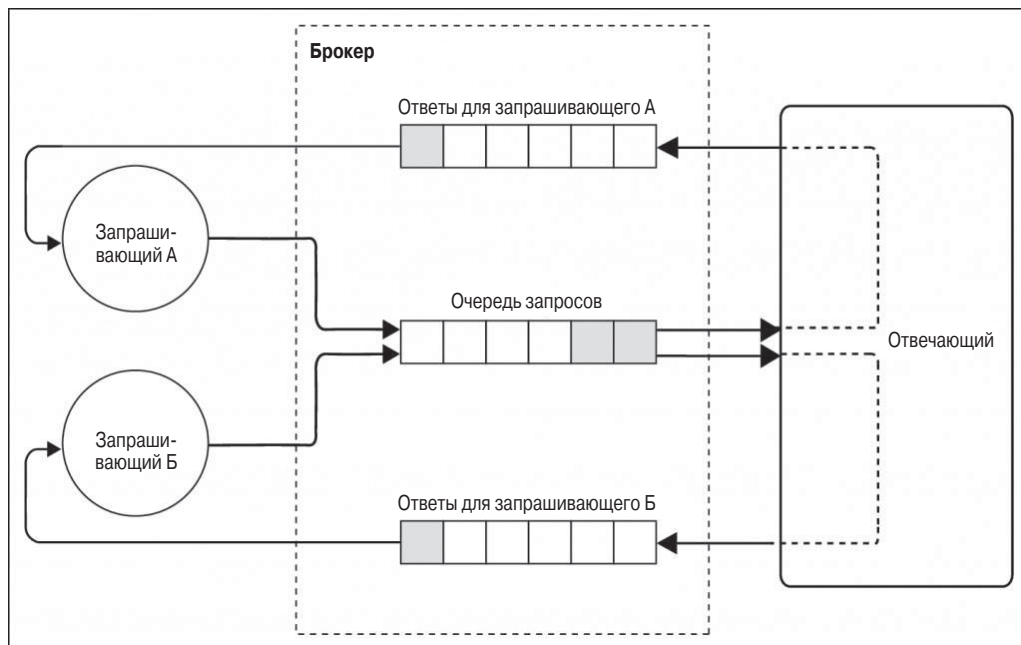 Брокер
Ответы для запрашивающего А
Запраши-
вающий А
Очередь запросов
Отвечающий
Запраши-
вающий Б
Ответы для запрашивающего Б